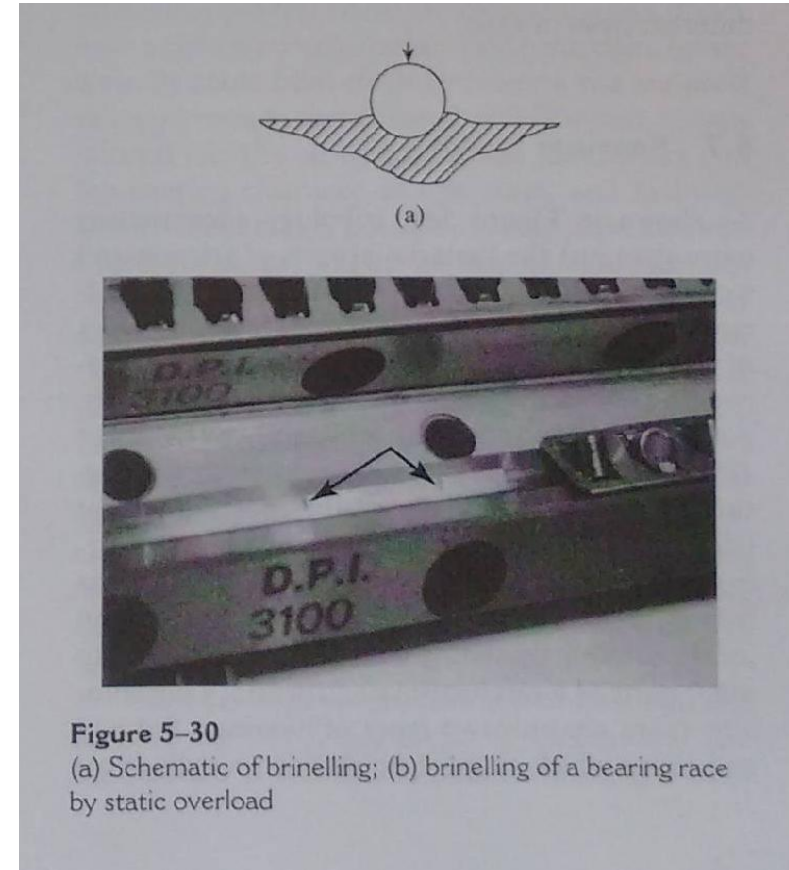 (a)
D.P.I.
3100
D.P.I.
3100
Figure 5–30
(a) Schematic of brinelling; (b) brinelling of a bearing race
by static overload